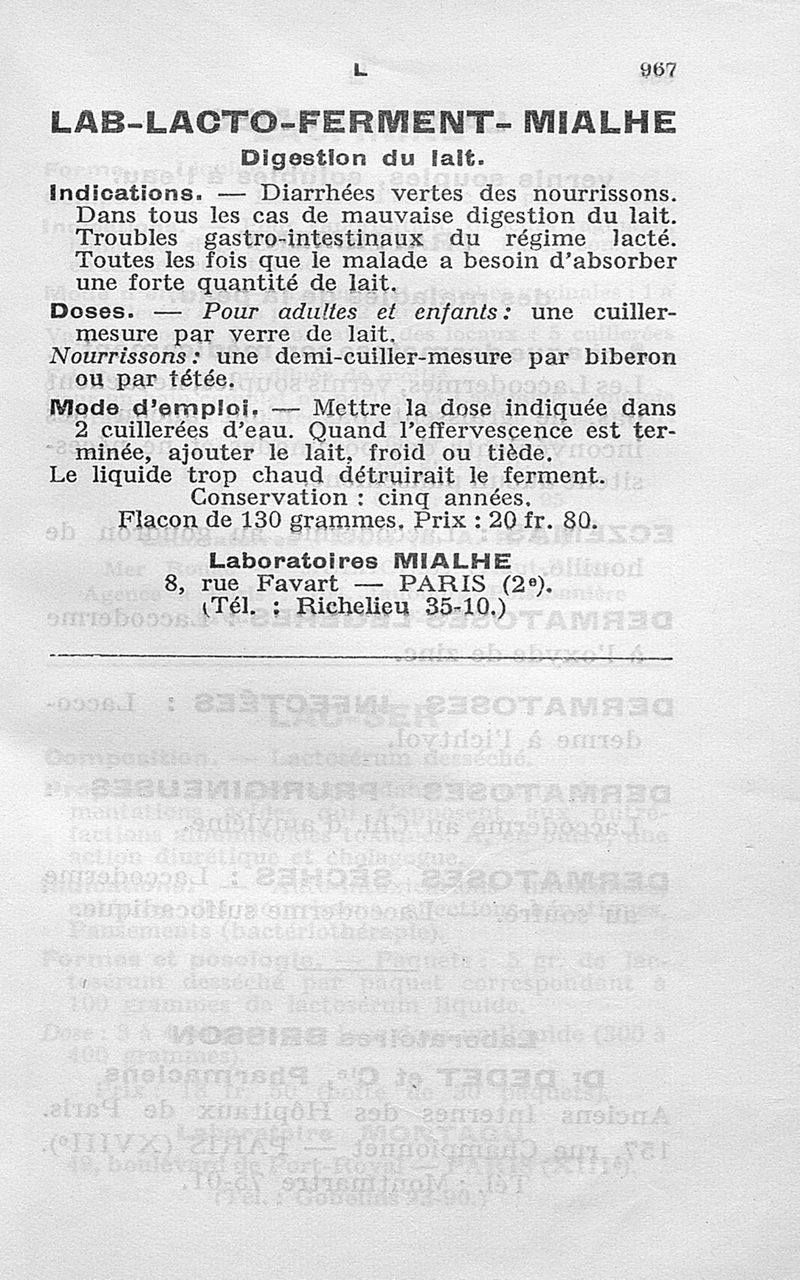 L 967
LAB-LACTO-FERMENT- MIALHE
Digestion du lait.
Indications. — Diarrhées vertes des nourrissons.
Dans tous les cas de mauvaise digestion du lait.
Troubles gastro-intestinaux du régime lacté.
Toutes les fois que le malade a besoin d'absorber
une forte quantité de lait.
Doses. — Pour adultes et enfants : une cuiller-
mesure par verre de lait.
Nourrissons : une demi-cuiller-mesure par biberon
ou par tétée.
Mode d'emploi. — Mettre la dose indiquée dans
2 cuillerées d'eau. Quand l'effervescence est ter-
minée, ajouter le lait, froid ou tiède.
Le liquide trop chaud détruirait le ferment.
Conservation : cinq années.
Flacon de 130 grammes. Prix : 20 fr. 80.
Laboratoires MIALHE
8, rue Favart — PARIS (2e).
(Tél. : Richelieu 35-10.)